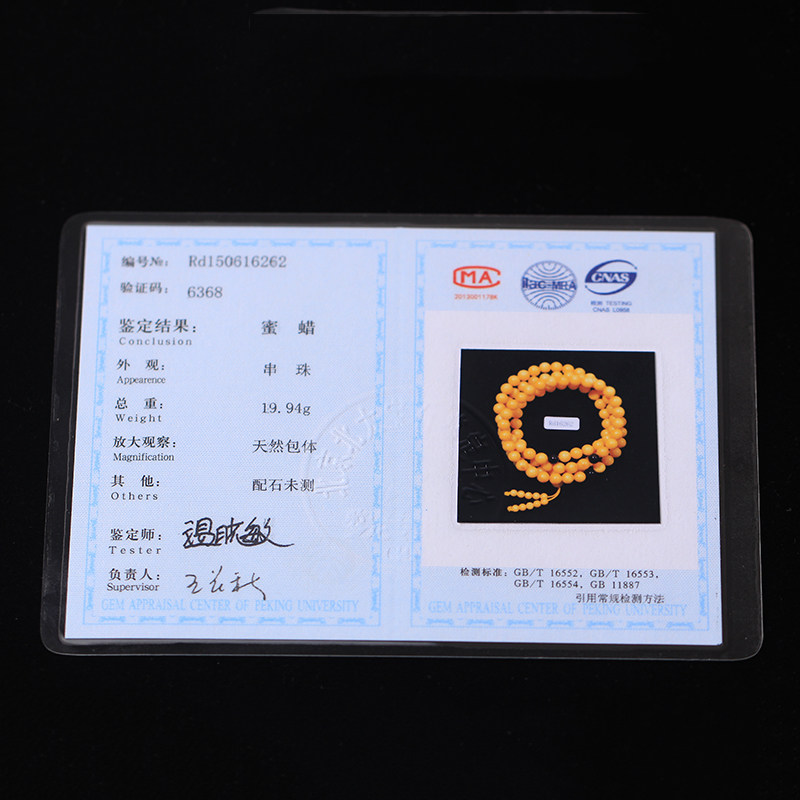 编号№: Rd150616262
验证码: 6368
鉴定结果: 蜜蜡
Conclusion
外观: 串珠
Appearence
总重: 19.94g
Weight
放大观察: 天然包体
Magnification
其他: 配石未测
Others
鉴定师:
Tester
负责人:
Supervisor
GEM APPRAISAL CENTER OF PEKING UNIVERSITY
MA
ilac-MRA
CNAS
TESTING
检测标准: GB/T 16552, GB/T 16553,
GB/T 16554, GB 11887
引用常规检测方法
GEM APPRAISAL CENTER OF PEKING UNIVERSITY